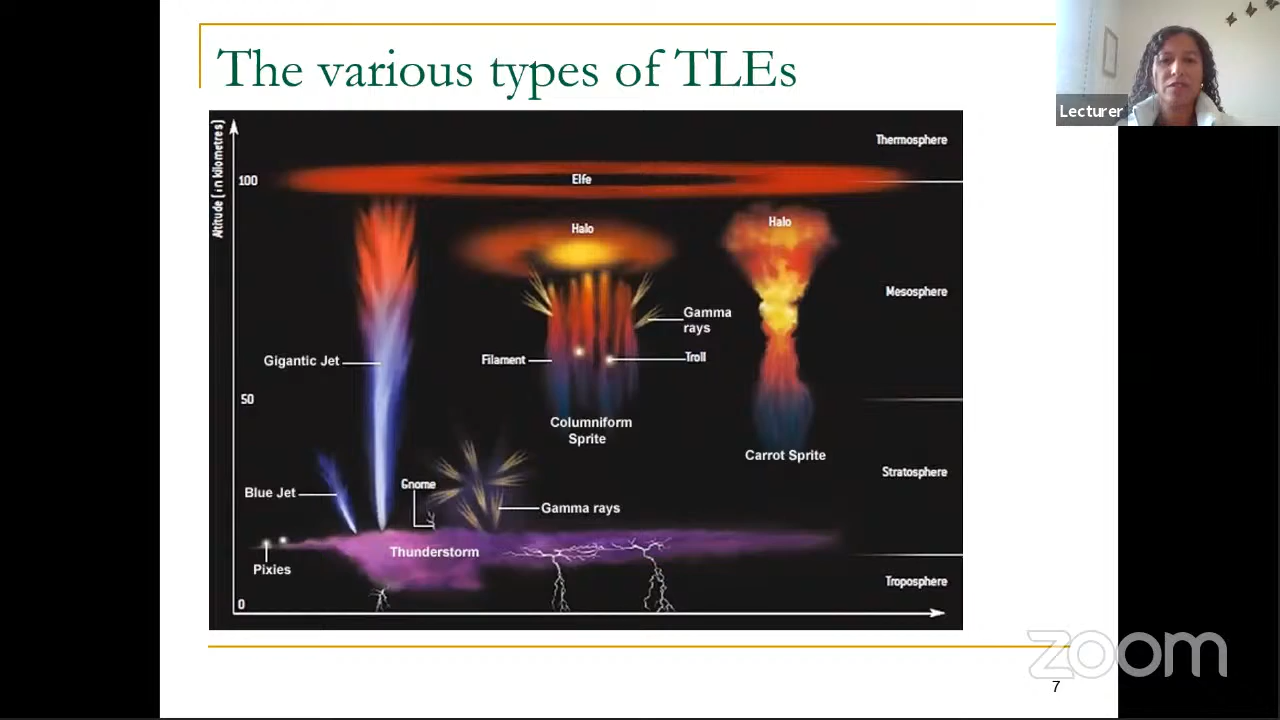 The various types of TLEs
Lecturer
Altitude (in kilometres)
Thermosphere
100
Elfe
Halo
Halo
Mesosphere
Gamma
rays
Gigantic Jet
Filament
Troll
50
Columniform
Sprite
Carrot Sprite
Stratosphere
Gnome
Blue Jet
Gamma rays
Thunderstorm
Pixies
Troposphere
0
zoom
7